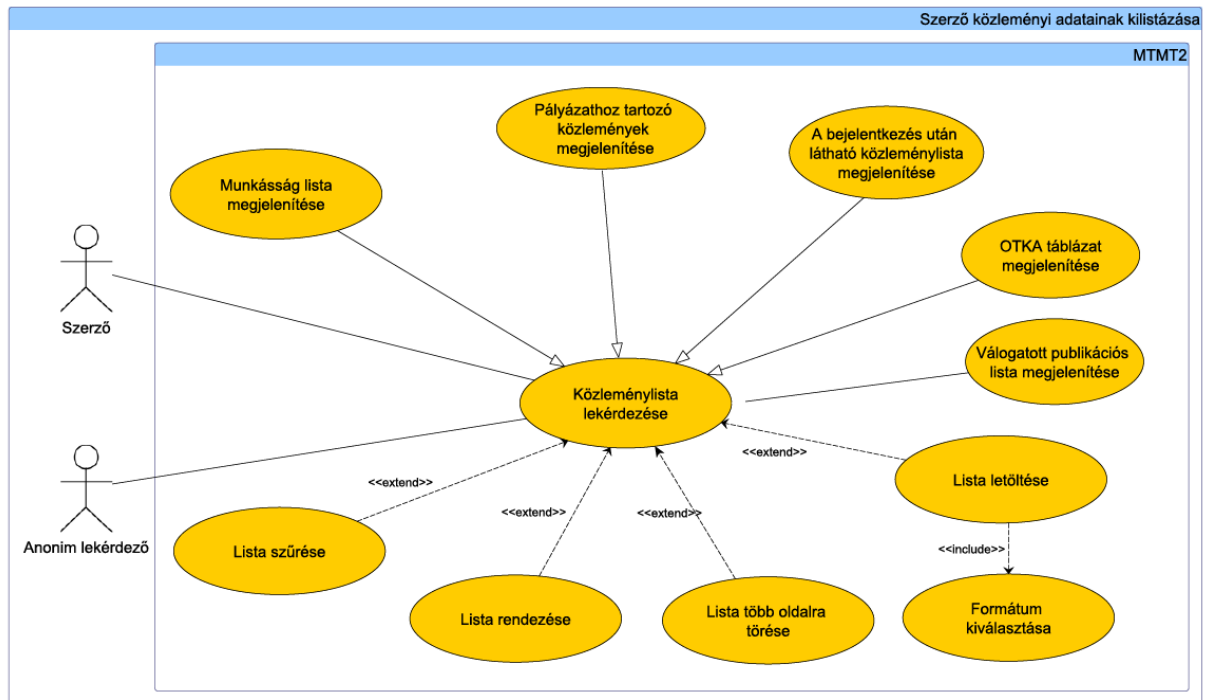 Szerző közleményi adatainak kilistázása
MTMT2
Pályázathoz tartozó
közlemények
megjelenítése
A bejelentkezés után
látható közleménylista
megjelenítése
Munkásság lista
megjelenítése
OTKA táblázat
megjelenítése
Szerző
Válogatott publikációs
lista megjelenítése
Közleménylista
lekérdezése
<<extend>>
Lista letöltése
<<extend>>
<<extend>>
<<extend>>
Anonim lekérdező
Lista szűrése
<<include>>
Lista rendezése
Lista több oldalra
törése
Formátum
kiválasztása